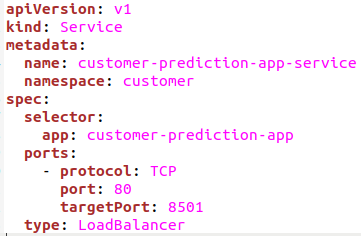 apiVersion: v1
kind: Service
metadata:
  name: customer-prediction-app-service
  namespace: customer
spec:
  selector:
    app: customer-prediction-app
  ports:
    - protocol: TCP
      port: 80
      targetPort: 8501
  type: LoadBalancer